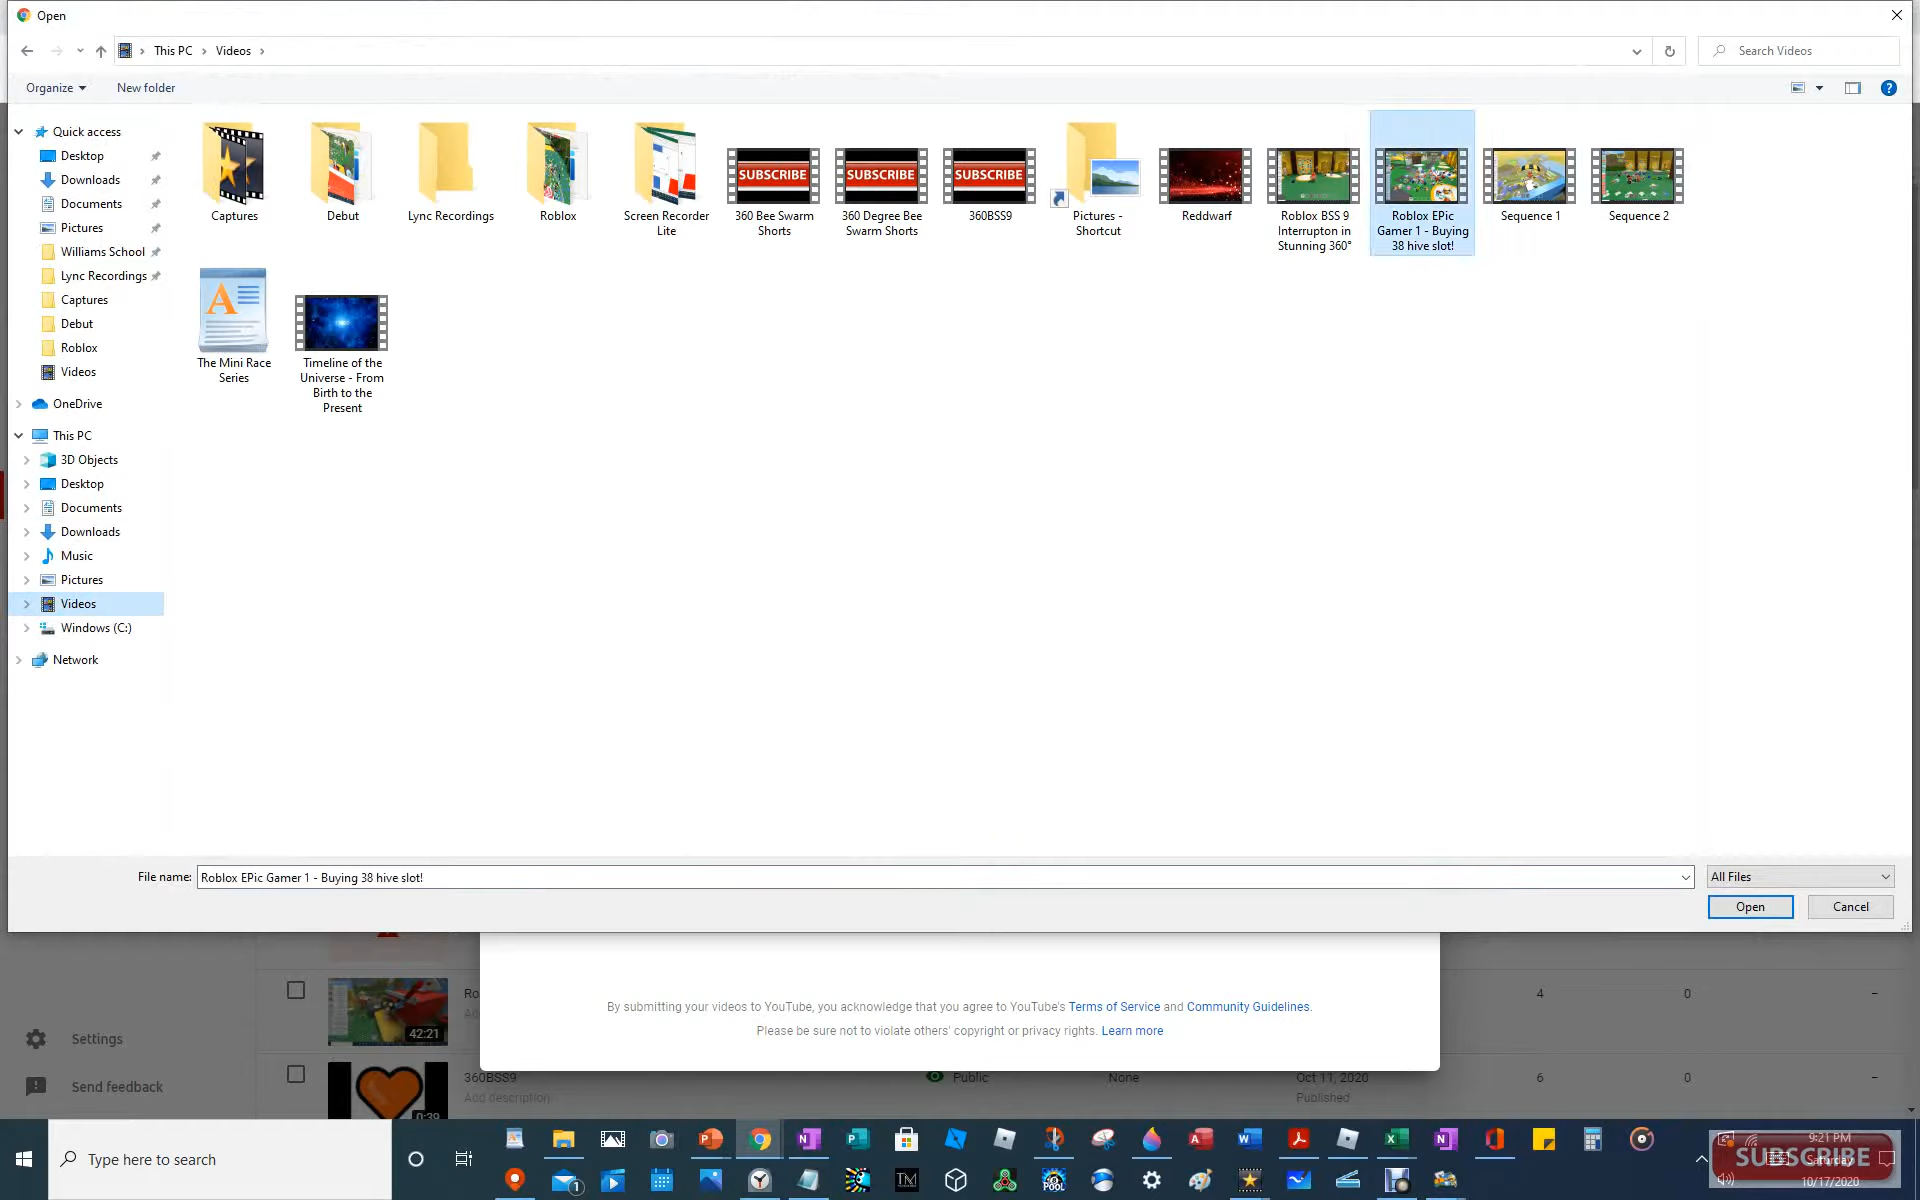 Open
This PC
Videos
Search Videos
Organize
New folder
Quick access
Desktop
Downloads
Documents
Pictures
Williams School
Lync Recordings
Captures
Debut
Roblox
Videos
OneDrive
This PC
3D Objects
Desktop
Documents
Downloads
Music
Pictures
Videos
Windows (C:)
Network
Captures
Debut
Lync Recordings
Roblox
Screen Recorder
Lite
SUBSCRIBE
360 Bee Swarm
Shorts
SUBSCRIBE
360 Degree Bee
Swarm Shorts
SUBSCRIBE
360BSS9
Pictures -
Shortcut
Reddwarf
Roblox BSS 9
Interrupton in
Stunning 360°
Roblox EPic
Gamer 1 - Buying
38 hive slot!
Sequence 1
Sequence 2
The Mini Race
Series
Timeline of the
Universe - From
Birth to the
Present
File name:
Roblox EPic Gamer 1 - Buying 38 hive slot!
All Files
Open
Cancel
By submitting your videos to YouTube, you acknowledge that you agree to YouTube's Terms of Service and Community Guidelines.
Please be sure not to violate others' copyright or privacy rights. Learn more
Ro
42:21
4
0
–
Settings
Send feedback
360BSS9
Add description
0:39
Public
None
Oct 11, 2020
Published
6
0
–
Type here to search
POOL
TM
1
9:21 PM
Saturday
10/17/2020
SUBSCRIBE